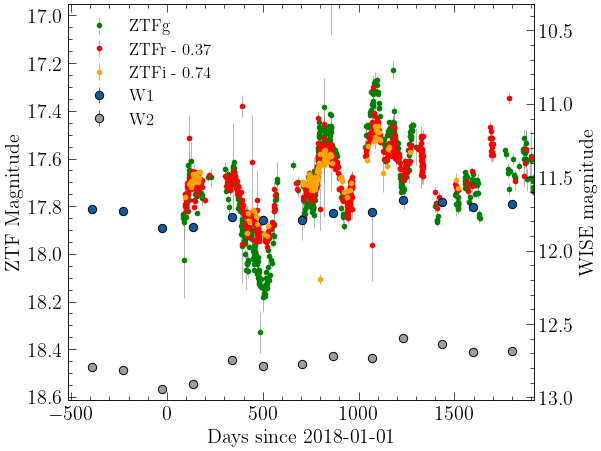 17.0
17.2
17.4
17.6
17.8
18.0
18.2
18.4
18.6
ZTF Magnitude
ZTFg
ZTFr - 0.37
ZTFi - 0.74
W1
W2
10.5
11.0
11.5
12.0
12.5
13.0
WISE magnitude
−500 0 500 1000 1500
Days since 2018-01-01